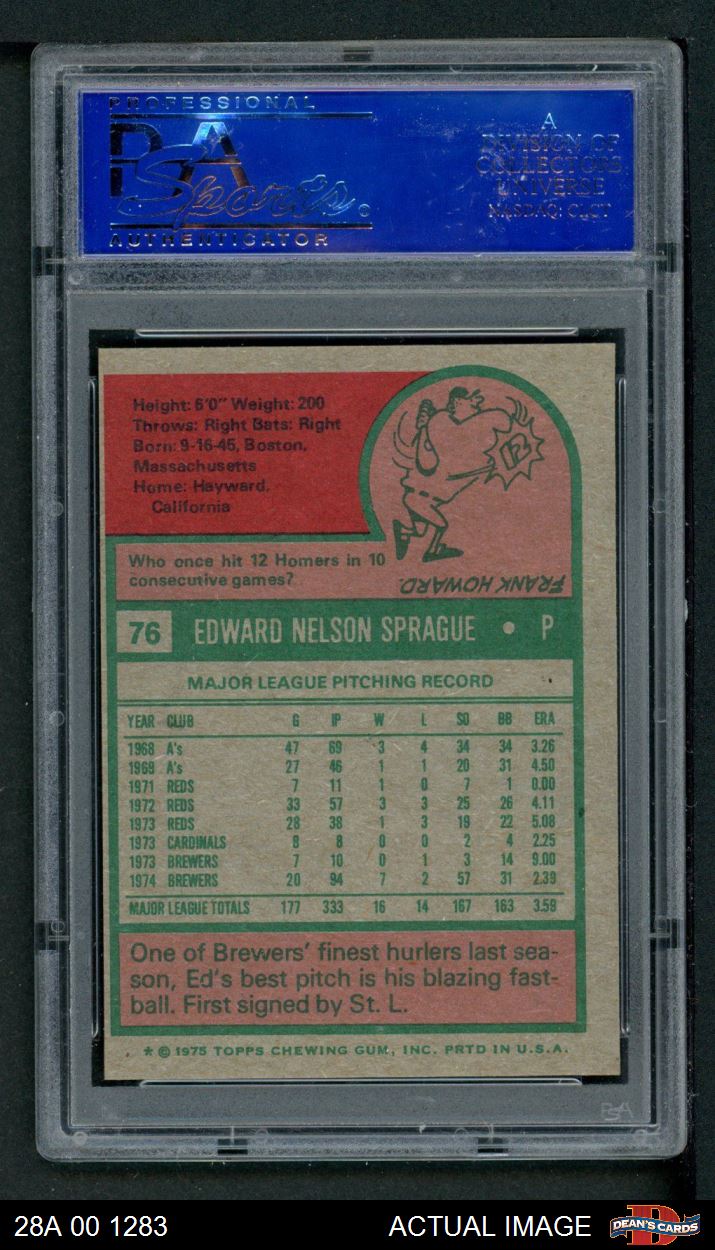 PROFESSIONAL
PSA
Sports
AUTHENTICATOR
A
DIVISION OF
COLLECTORS
UNIVERSE
NASDAQ: CLCT
Height: 6'0" Weight: 200
Throws: Right Bats: Right
Born: 9-16-45, Boston,
Massachusetts
Home: Hayward,
California
12
Who once hit 12 Homers in 10
consecutive games?
FRANK HOWARD.
76 EDWARD NELSON SPRAGUE • P
MAJOR LEAGUE PITCHING RECORD
YEAR CLUB G IP W L SO BB ERA
1968 A's 47 69 3 4 34 34 3.26
1969 A's 27 46 1 1 20 31 4.50
1971 REDS 7 11 1 0 7 1 0.00
1972 REDS 33 57 3 3 25 26 4.11
1973 REDS 28 38 1 3 19 22 5.08
1973 CARDINALS 8 8 0 0 2 4 2.25
1973 BREWERS 7 10 0 1 3 14 9.00
1974 BREWERS 20 94 7 2 57 31 2.39
MAJOR LEAGUE TOTALS 177 333 16 14 167 163 3.59
One of Brewers' finest hurlers last sea-
son, Ed's best pitch is his blazing fast-
ball. First signed by St. L.
* © 1975 TOPPS CHEWING GUM, INC. PRTD IN U.S.A.
PSA
28A 00 1283 ACTUAL IMAGE DEAN'S CARDS